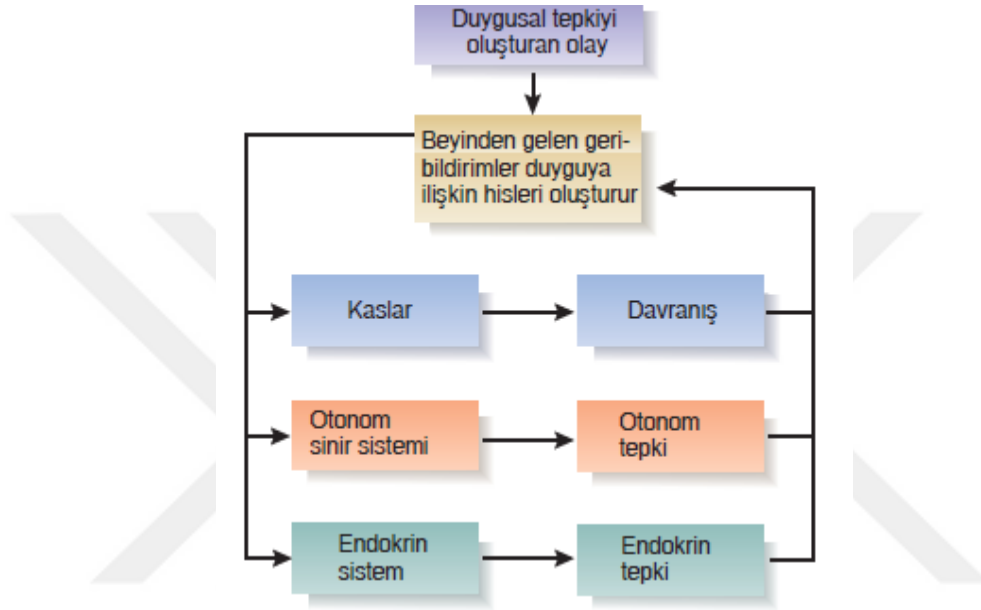 Duygusal tepkiyi
oluşturan olay
Beyinden gelen geri-
bildirimler duyguya
ilişkin hisleri oluşturur
Kaslar
Davranış
Otonom
sinir sistemi
Otonom
tepki
Endokrin
sistem
Endokrin
tepki